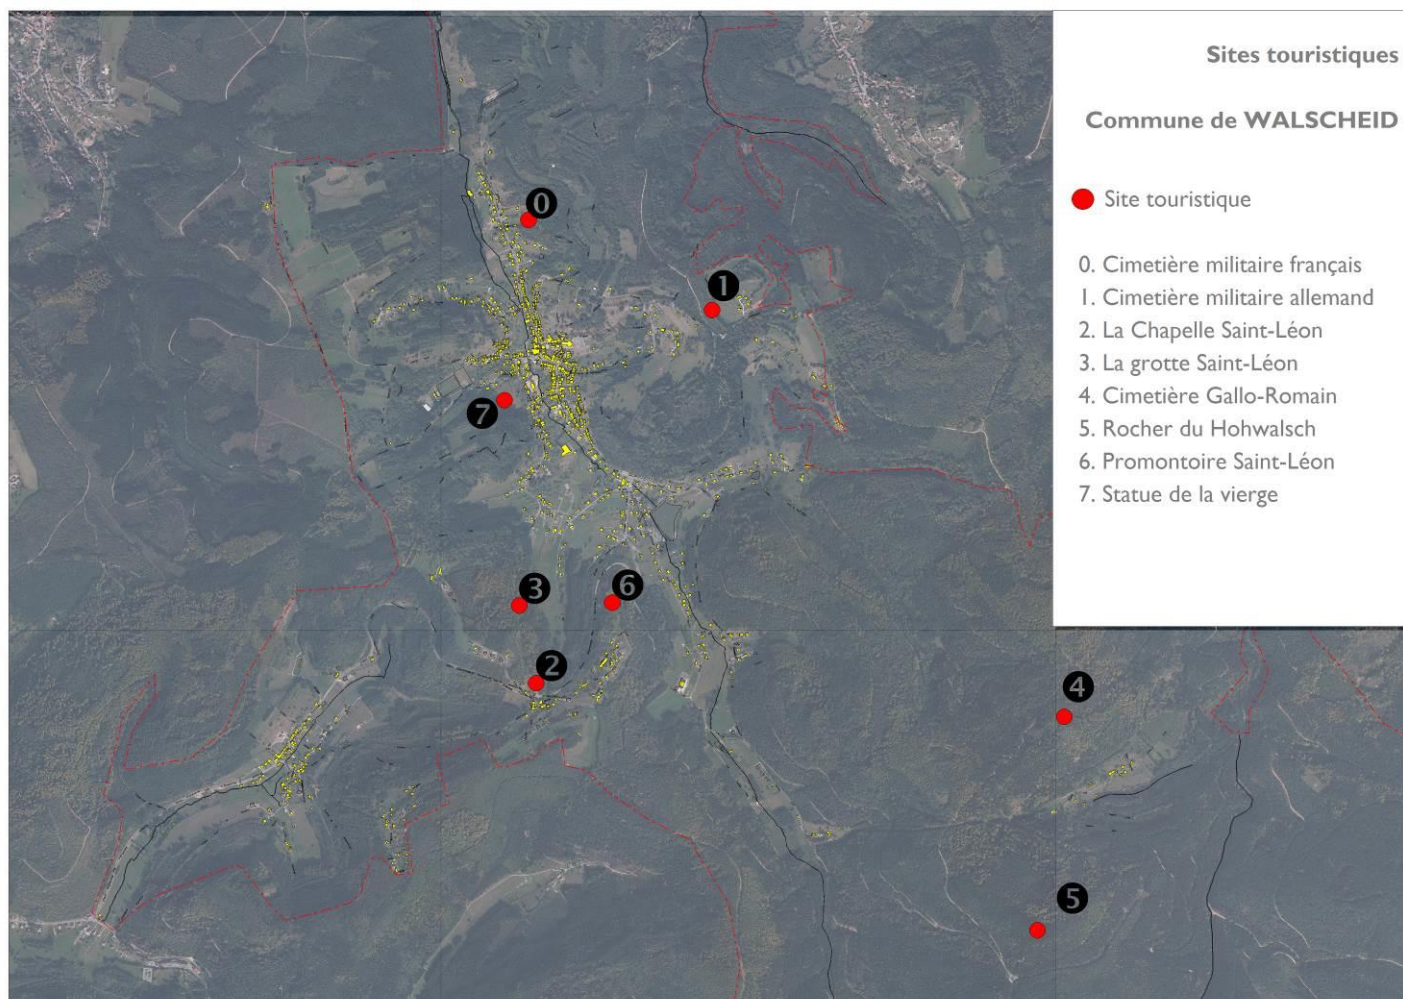 Sites touristiques
Commune de WALSCHEID
Site touristique
0. Cimetière militaire français
1. Cimetière militaire allemand
2. La Chapelle Saint-Léon
3. La grotte Saint-Léon
4. Cimetière Gallo-Romain
5. Rocher du Hohwalsch
6. Promontoire Saint-Léon
7. Statue de la vierge
0
1
7
3
6
2
4
5